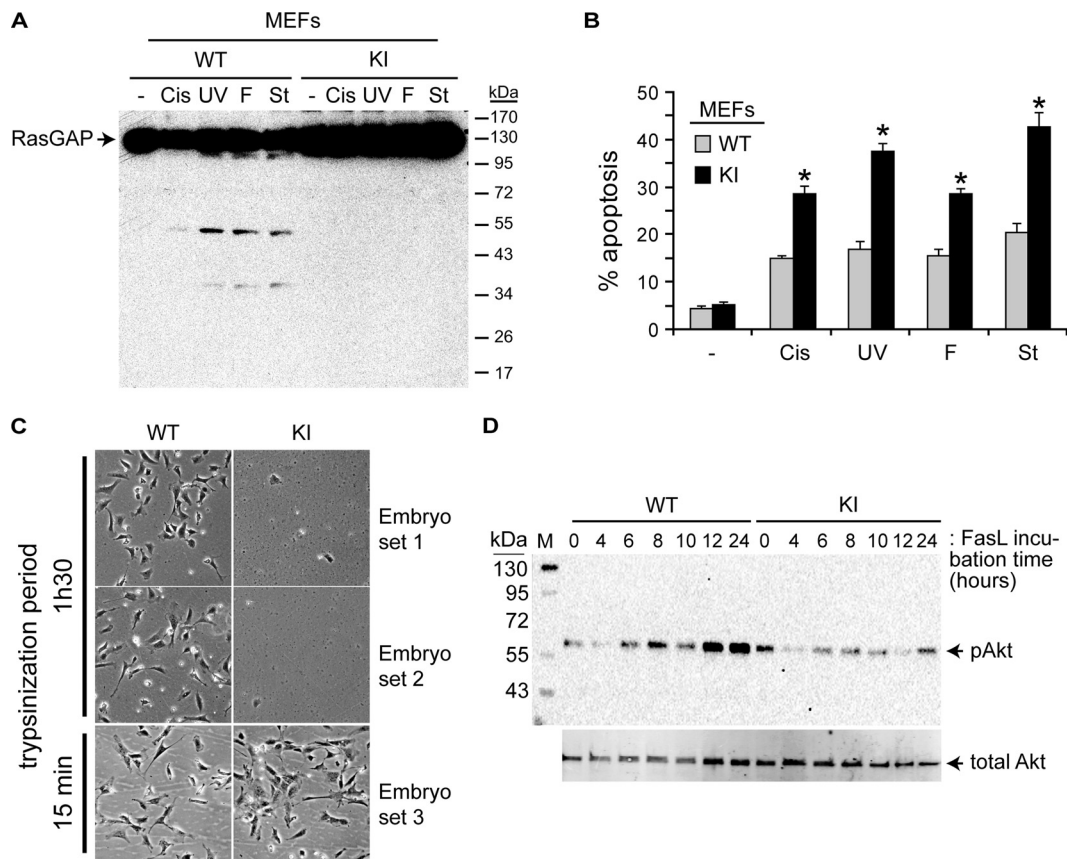 A
MEFs
WT KI
- Cis UV F St - Cis UV F St
kDa
RasGAP
170
130
95
72
55
43
34
26
17
B
% apoptosis
50
40
30
20
10
0
MEFs
WT
KI
* * * *
- Cis UV F St
C
WT KI
trypsinization period
1h30
15 min
Embryo
set 1
Embryo
set 2
Embryo
set 3
D
WT KI
kDa M 0 4 6 8 10 12 24 0 4 6 8 10 12 24
: FasL incu-
bation time
(hours)
130
95
72
55
43
pAkt
total Akt